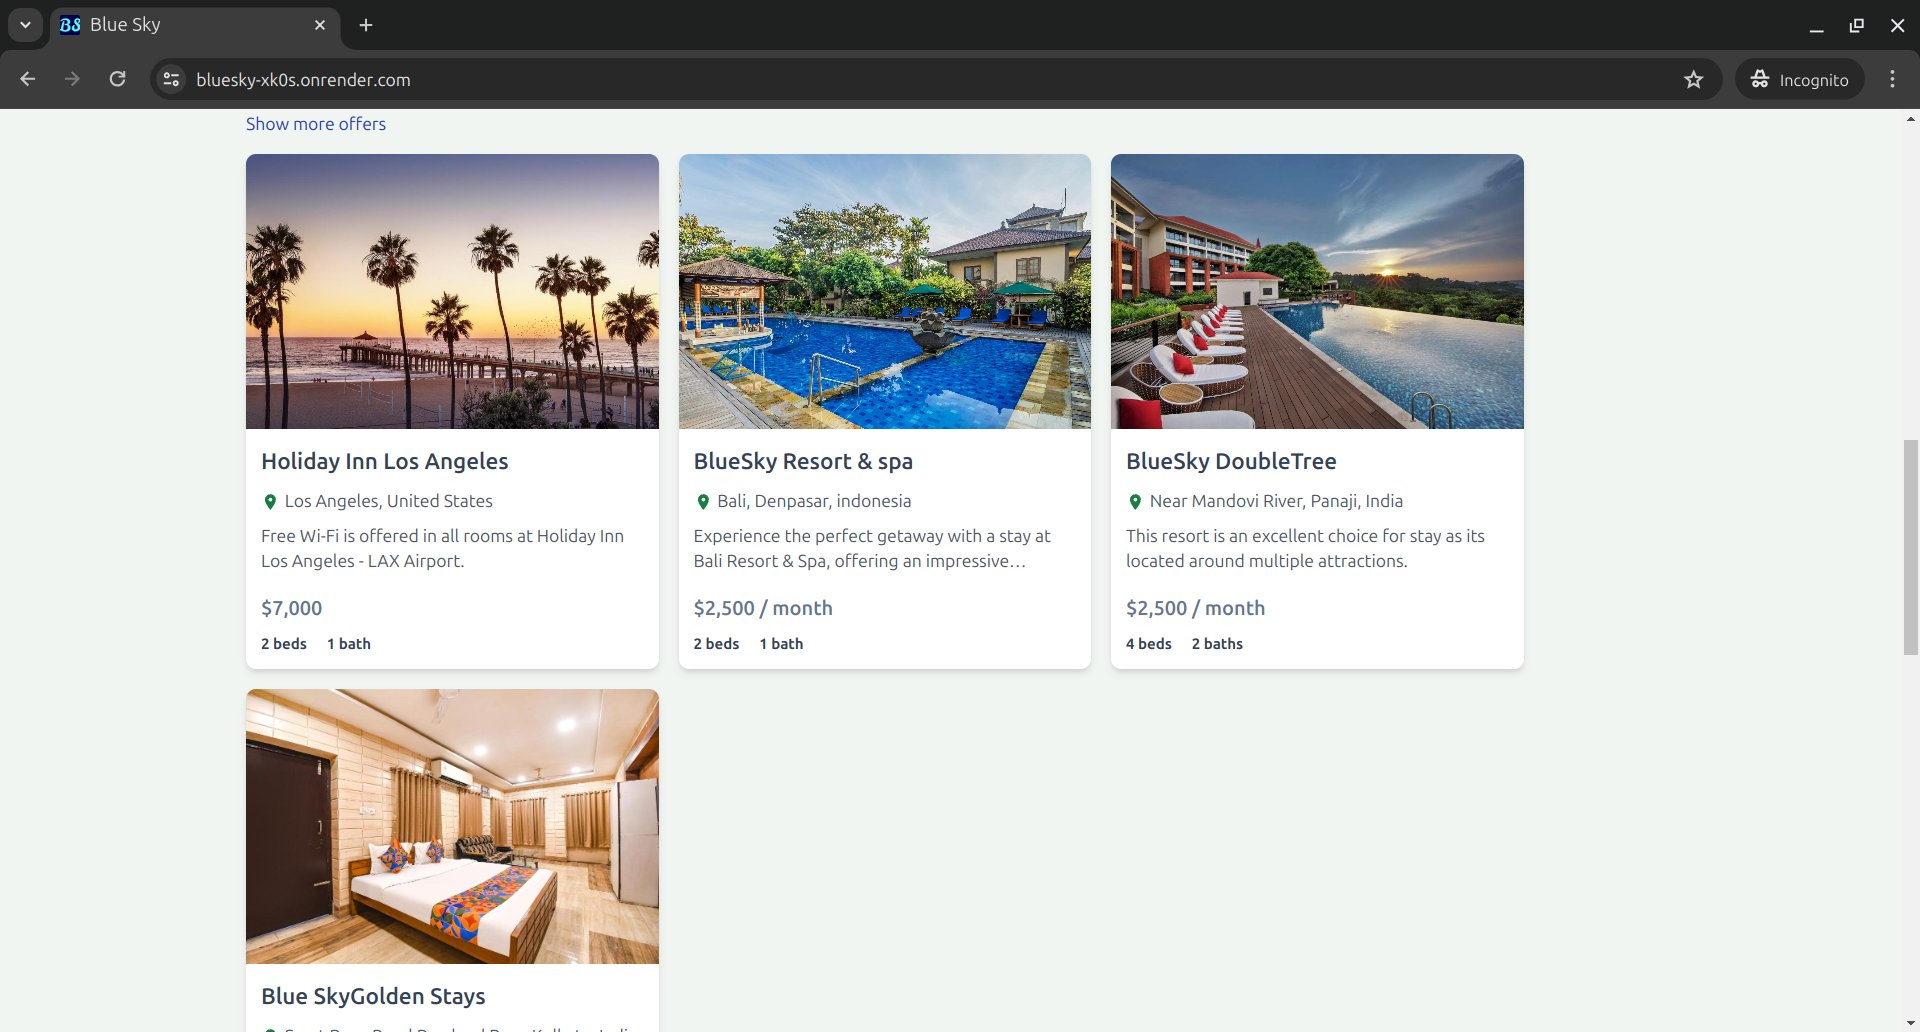 BS Blue Sky
bluesky-xk0s.onrender.com
Incognito
Show more offers
Holiday Inn Los Angeles
Los Angeles, United States
Free Wi-Fi is offered in all rooms at Holiday Inn
Los Angeles - LAX Airport.
$7,000
2 beds 1 bath
BlueSky Resort & spa
Bali, Denpasar, indonesia
Experience the perfect getaway with a stay at
Bali Resort & Spa, offering an impressive…
$2,500 / month
2 beds 1 bath
BlueSky DoubleTree
Near Mandovi River, Panaji, India
This resort is an excellent choice for stay as its
located around multiple attractions.
$2,500 / month
4 beds 2 baths
Blue SkyGolden Stays